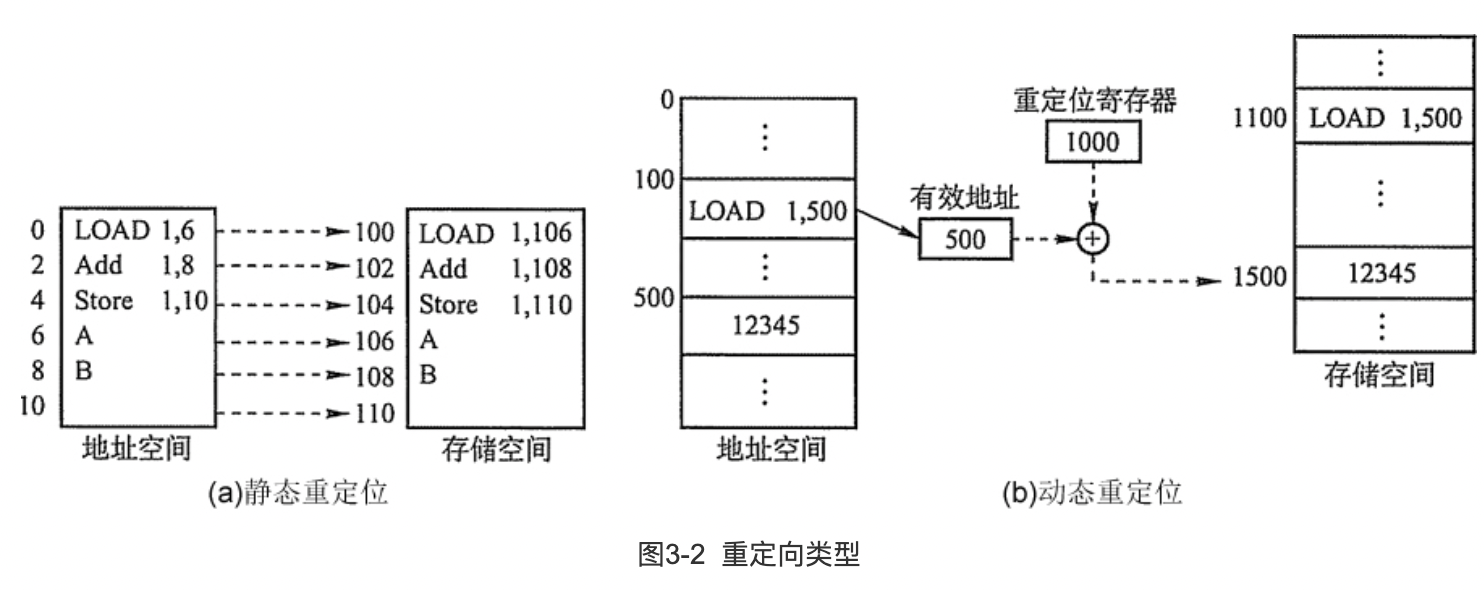 0 LOAD 1,6 100 LOAD 1,106
2 Add 1,8 102 Add 1,108
4 Store 1,10 104 Store 1,110
6 A 106 A
8 B 108 B
10 110
地址空间 存储空间
(a)静态重定位
0
⋮
100
LOAD 1,500
⋮
500
12345
⋮
地址空间
有效地址
500
重定位寄存器
1000
+
⋮
1100 LOAD 1,500
⋮
1500 12345
⋮
存储空间
(b)动态重定位
图3-2 重定向类型